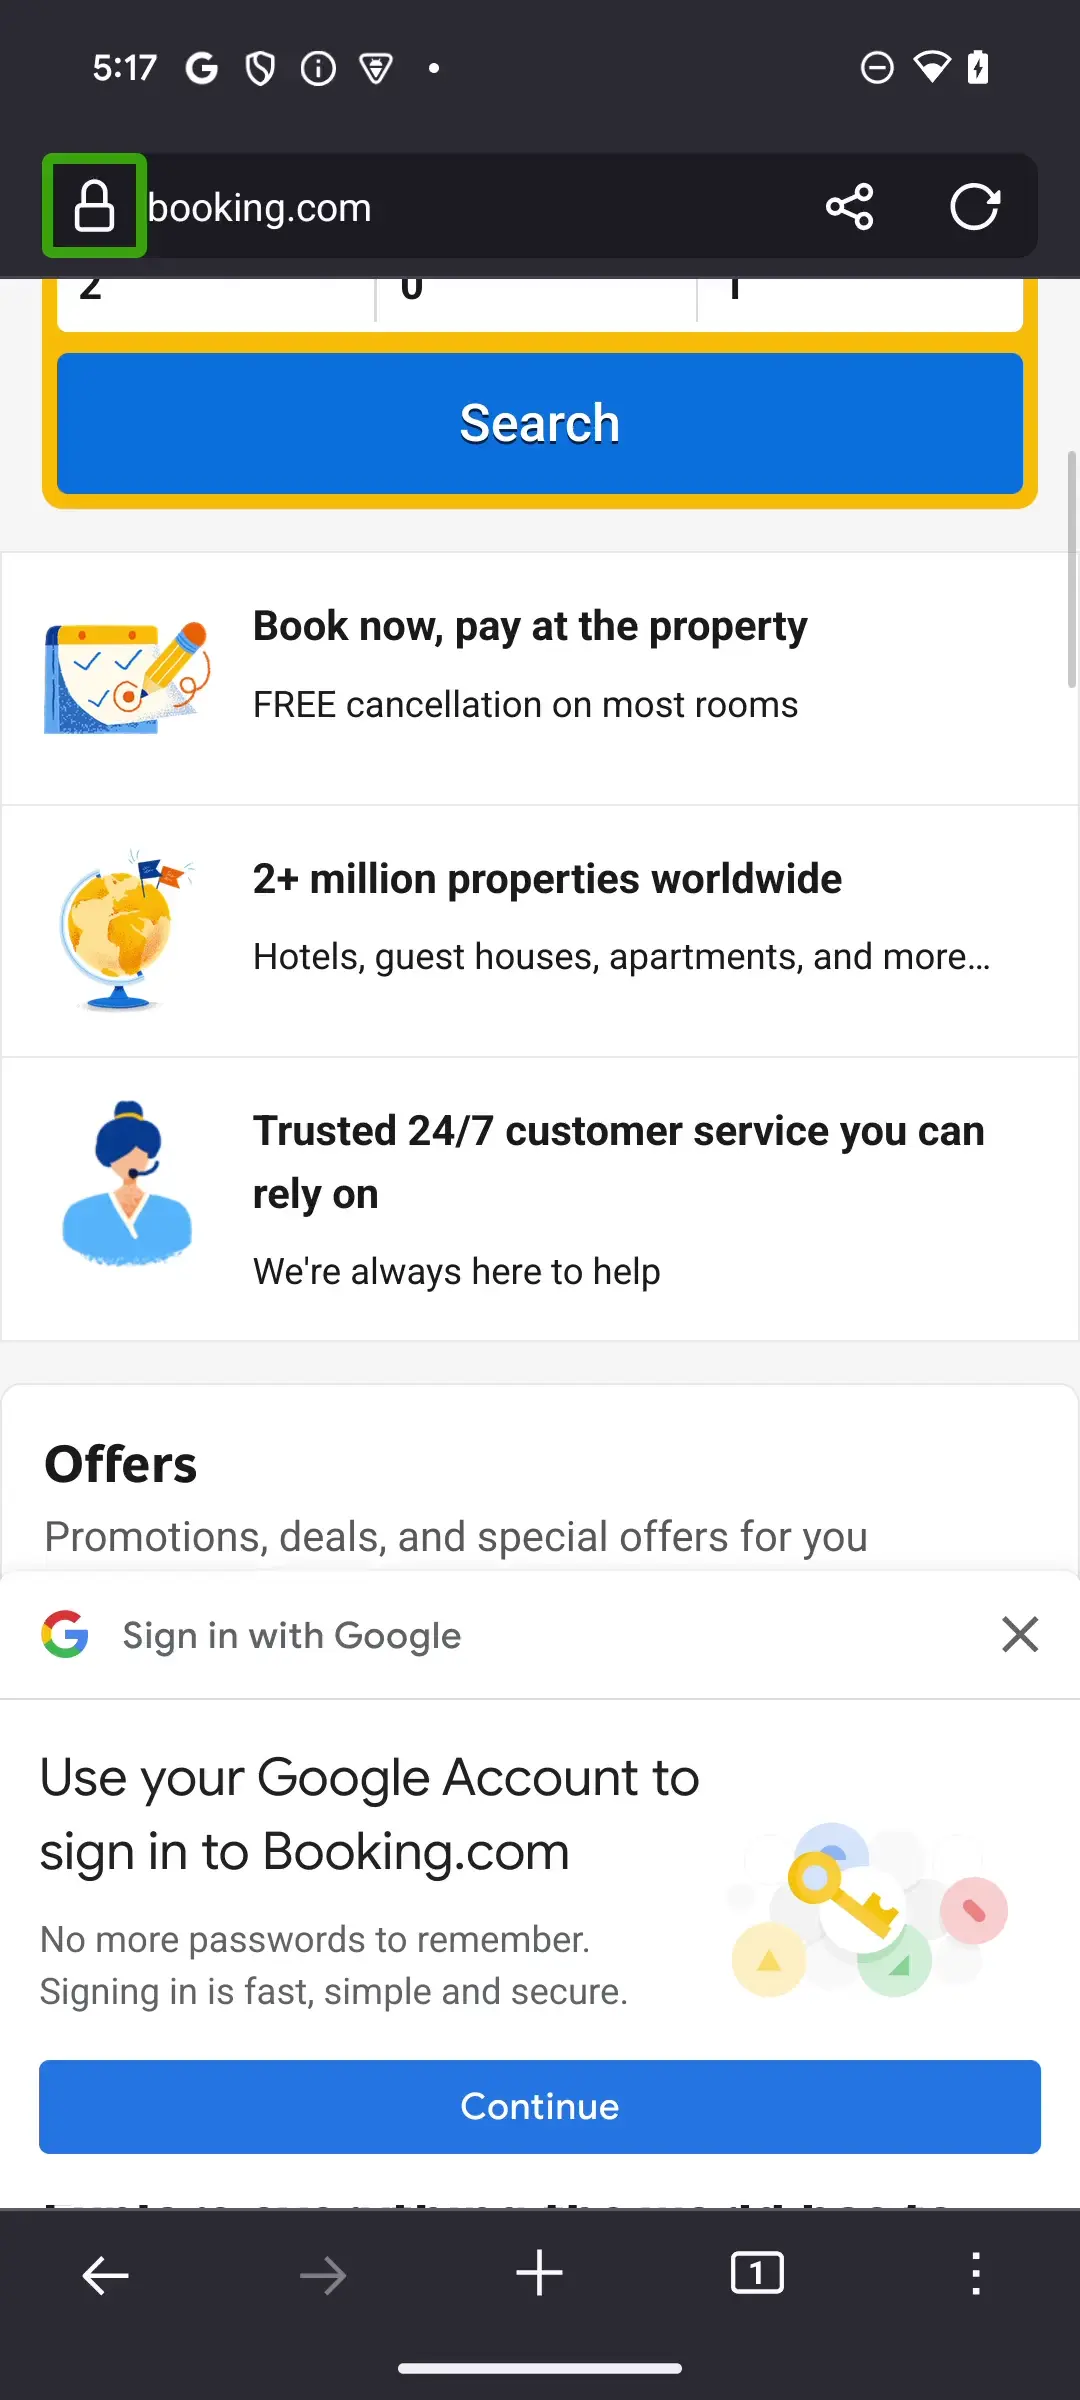 5:17
booking.com
2 0 1
Search
Book now, pay at the property
FREE cancellation on most rooms
2+ million properties worldwide
Hotels, guest houses, apartments, and more…
Trusted 24/7 customer service you can
rely on
We're always here to help
Offers
Promotions, deals, and special offers for you
Sign in with Google
Use your Google Account to
sign in to Booking.com
No more passwords to remember.
Signing in is fast, simple and secure.
Continue
1